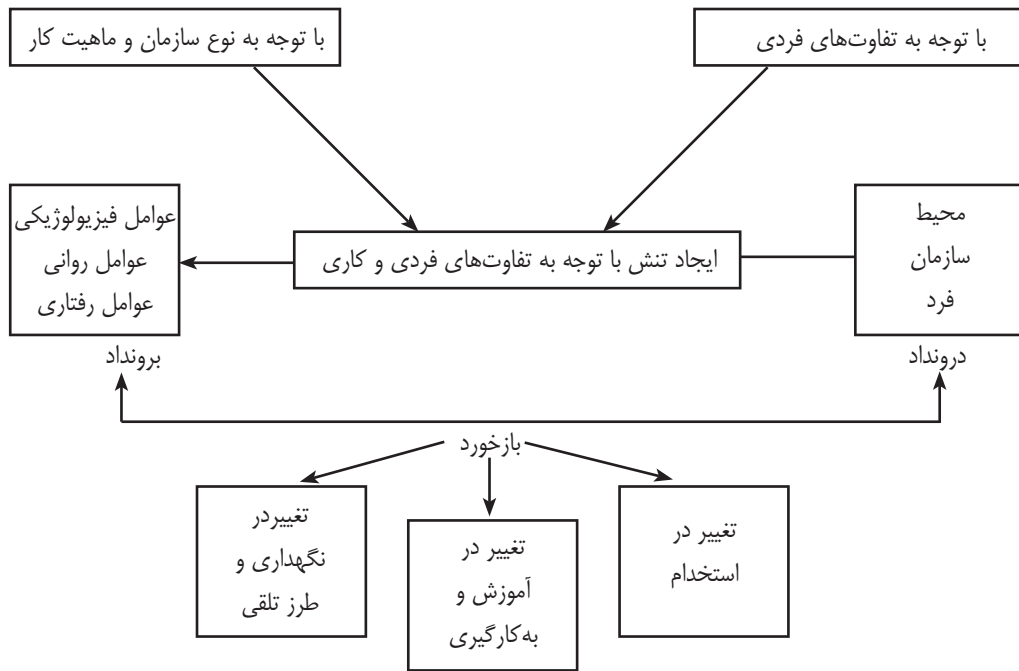 با توجه به تفاوت‌های فردی
با توجه به نوع سازمان و ماهیت کار
محیط
سازمان
فرد
ایجاد تنش با توجه به تفاوت‌های فردی و کاری
عوامل فیزیولوژیکی
عوامل روانی
عوامل رفتاری
درونداد
برونداد
بازخورد
تغییر در
استخدام
تغییر در
آموزش و
به‌کارگیری
تغییردر
نگهداری و
طرز تلقی